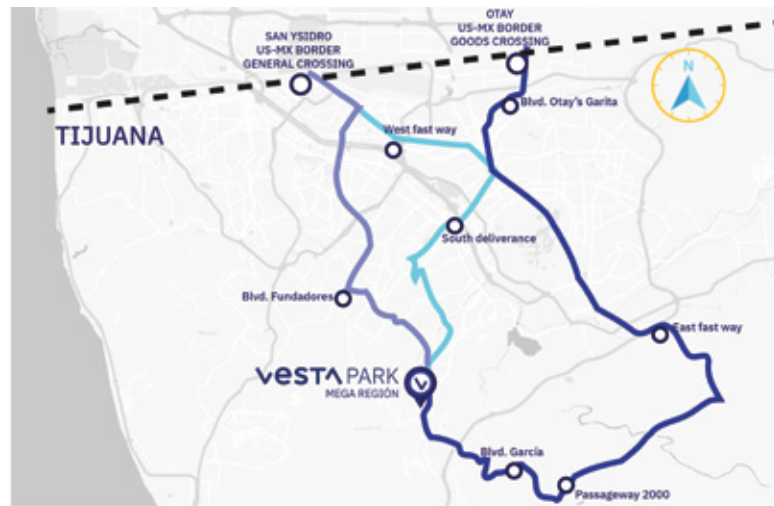 OTAY
US-MX BORDER
GOODS CROSSING
SAN YSIDRO
US-MX BORDER
GENERAL CROSSING
N
Blvd. Otay's Garita
TIJUANA
West fast way
South deliverance
Blvd. Fundadores
East fast way
VESTA PARK
MEGA REGIÓN
V
Blvd. García
Passageway 2000